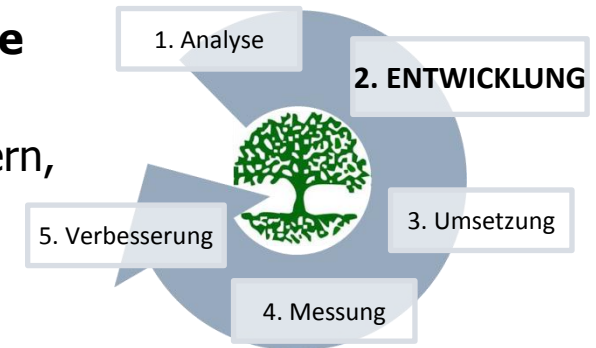 1. Analyse
2. ENTWICKLUNG
3. Umsetzung
4. Messung
5. Verbesserung